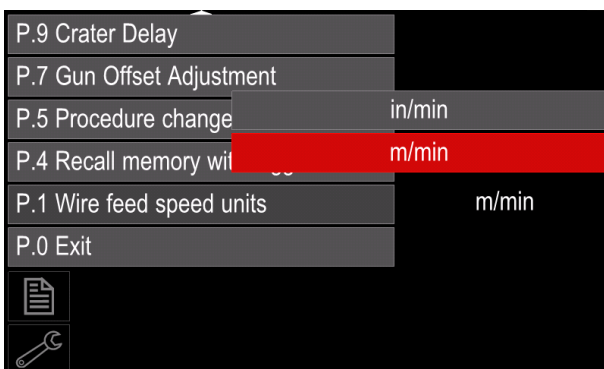 P.9 Crater Delay
P.7 Gun Offset Adjustment
P.5 Procedure change
in/min
m/min
P.4 Recall memory wit
P.1 Wire feed speed units
m/min
P.0 Exit